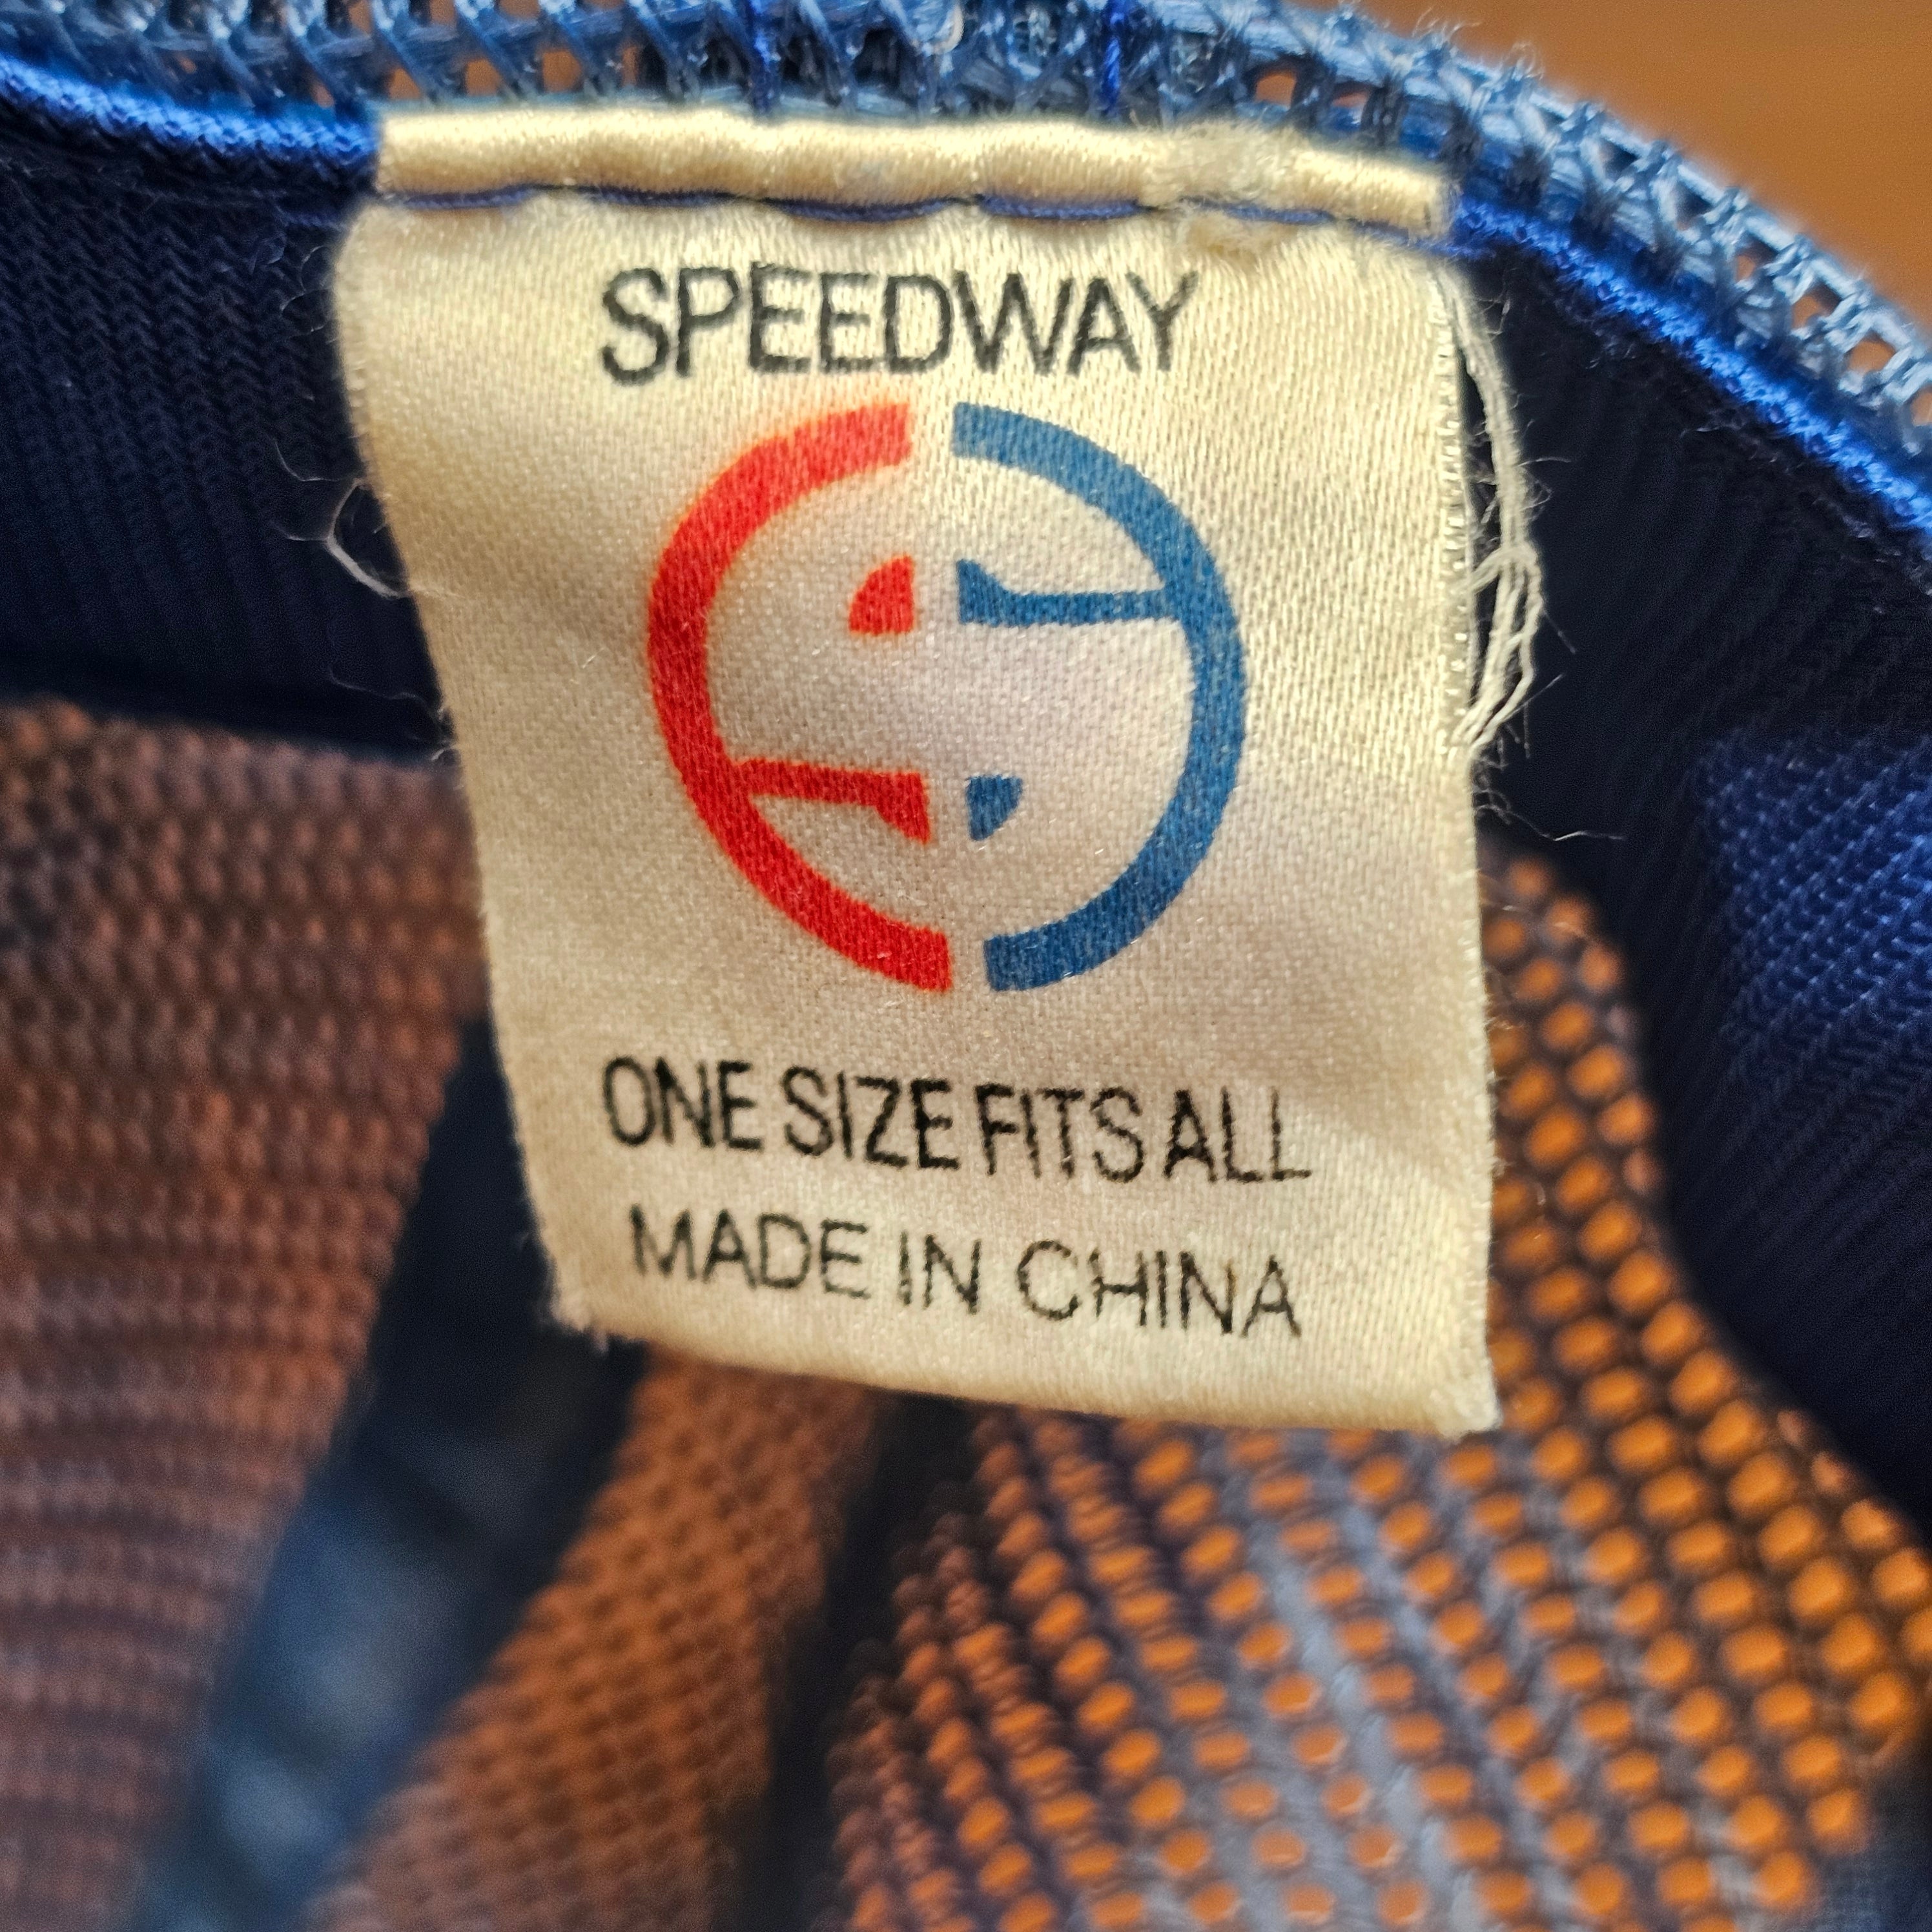 SPEEDWAY
ONE SIZE FITS ALL
MADE IN CHINA